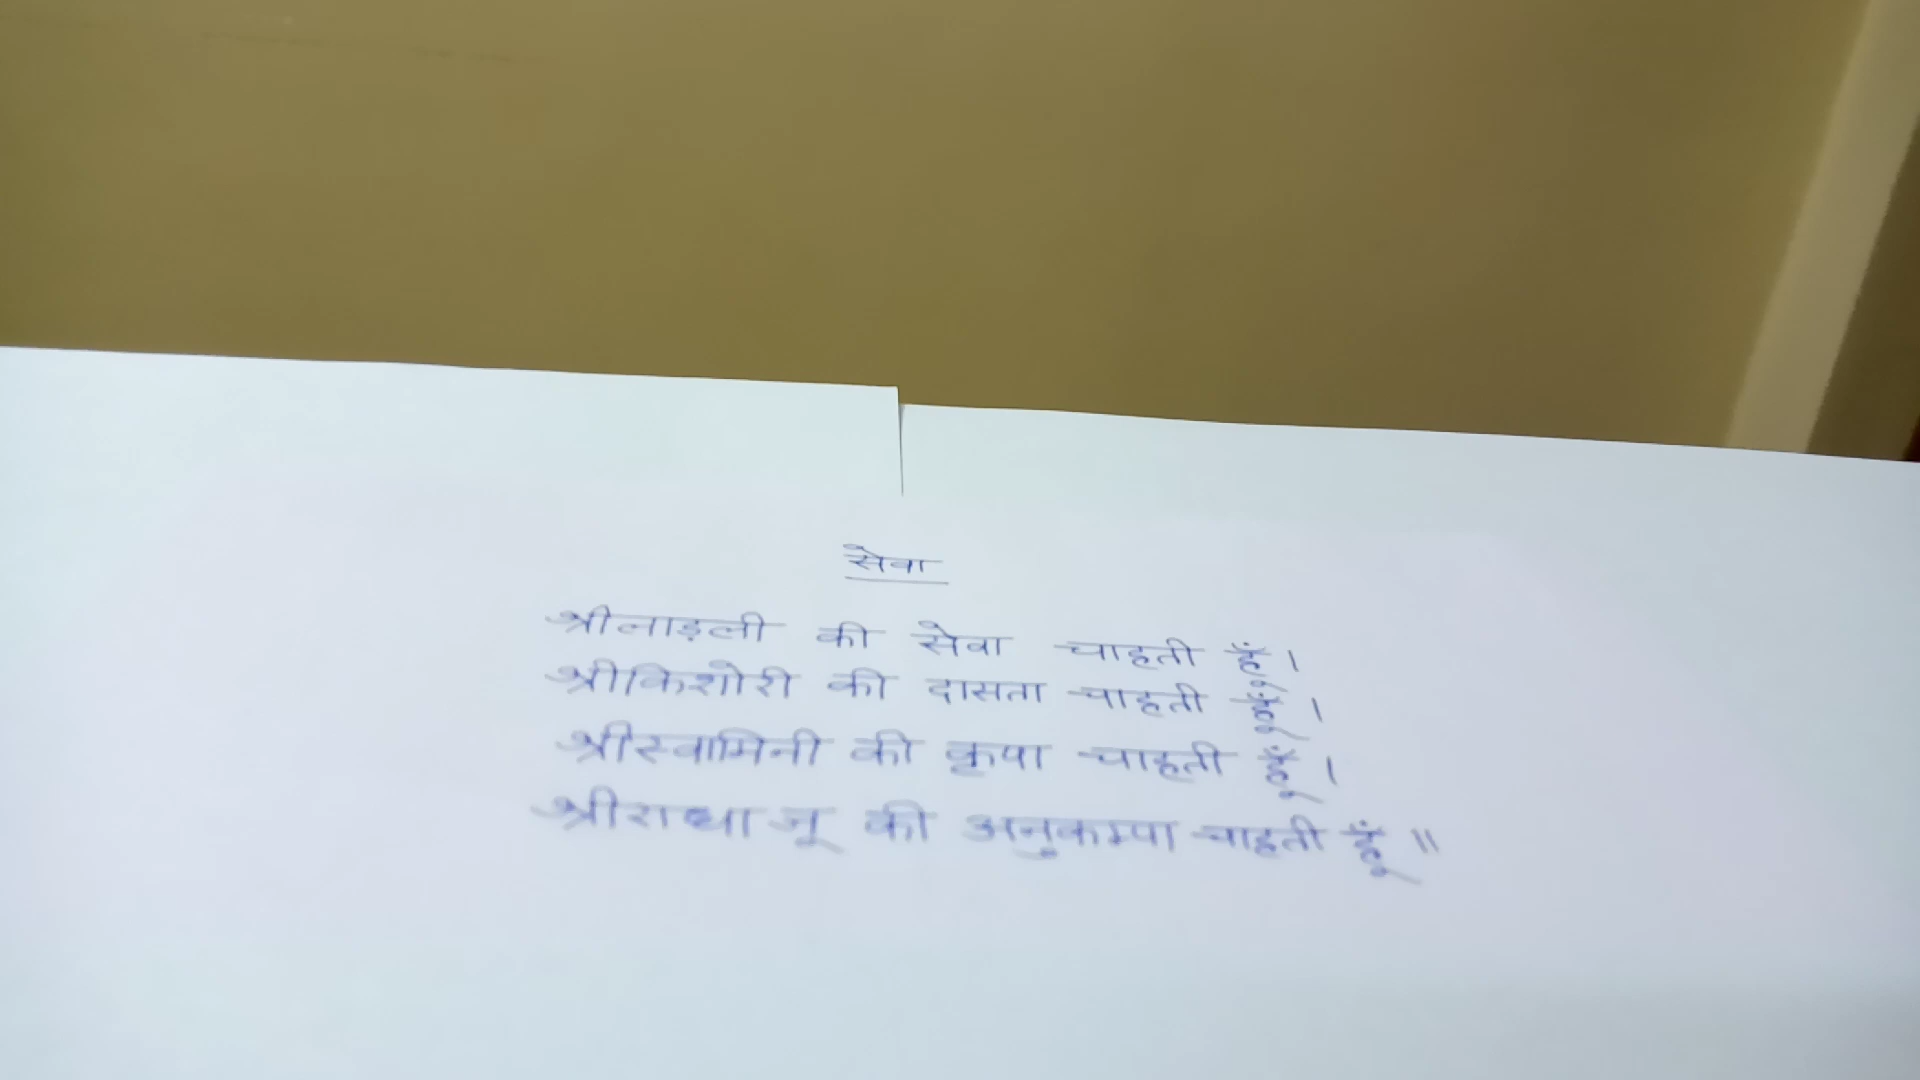 सेवा
श्रीलाड़ली की सेवा चाहती हूँ।
श्रीकिशोरी की दासता चाहती हूँ।
श्रीस्वामिनी की कृपा चाहती हूँ।
श्रीराधा जू की अनुकम्पा चाहती हूँ॥